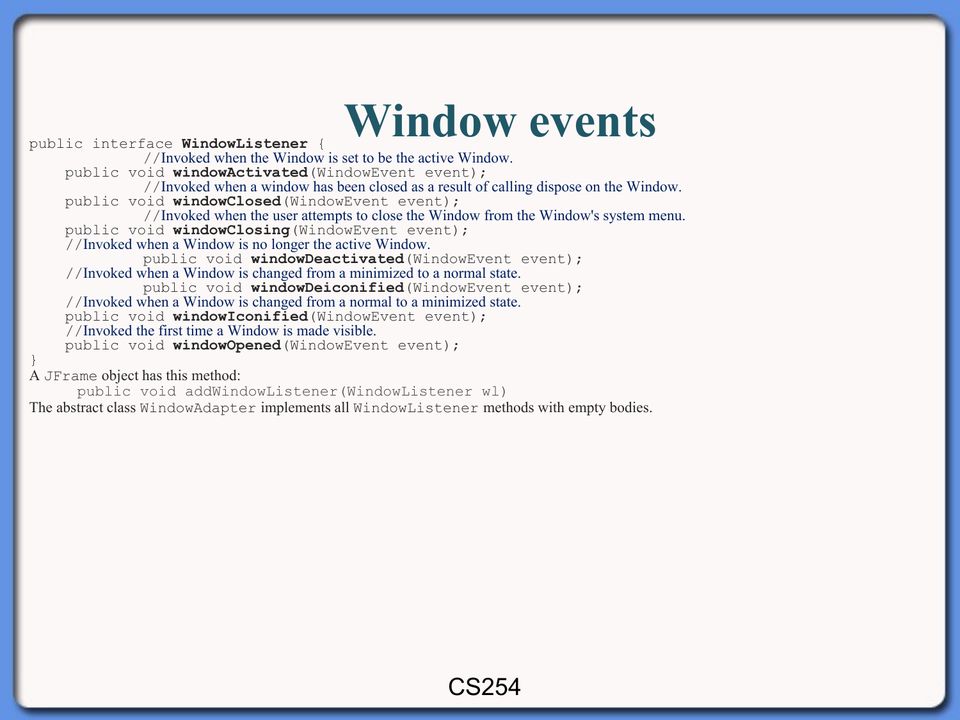 Window events
public interface WindowListener {
//Invoked when the Window is set to be the active Window.
public void windowActivated(WindowEvent event);
//Invoked when a window has been closed as a result of calling dispose on the Window.
public void windowClosed(WindowEvent event);
//Invoked when the user attempts to close the Window from the Window's system menu.
public void windowClosing(WindowEvent event);
//Invoked when a Window is no longer the active Window.
public void windowDeactivated(WindowEvent event);
//Invoked when a Window is changed from a minimized to a normal state.
public void windowDeiconified(WindowEvent event);
//Invoked when a Window is changed from a normal to a minimized state.
public void windowIconified(WindowEvent event);
//Invoked the first time a Window is made visible.
public void windowOpened(WindowEvent event);
}
A JFrame object has this method:
public void addWindowListener(WindowListener wl)
The abstract class WindowAdapter implements all WindowListener methods with empty bodies.
CS254